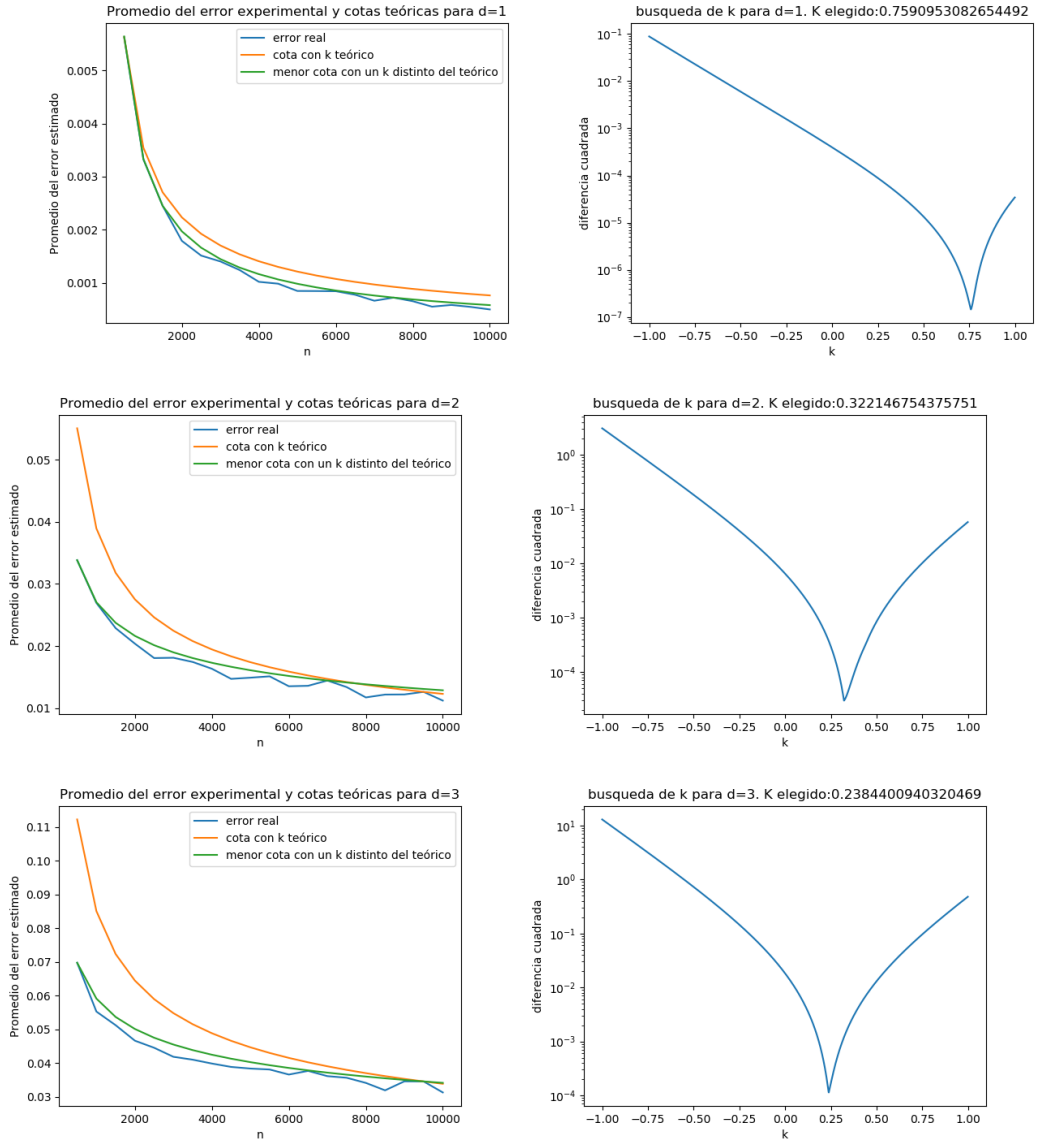 Promedio del error experimental y cotas teóricas para d=1
error real
cota con k teórico
menor cota con un k distinto del teórico
Promedio del error estimado
0.005
0.004
0.003
0.002
0.001
2000
4000
6000
8000
10000
n
busqueda de k para d=1. K elegido:0.7590953082654492
diferencia cuadrada
10⁻¹
10⁻²
10⁻³
10⁻⁴
10⁻⁵
10⁻⁶
10⁻⁷
−1.00
−0.75
−0.50
−0.25
0.00
0.25
0.50
0.75
1.00
k
Promedio del error experimental y cotas teóricas para d=2
error real
cota con k teórico
menor cota con un k distinto del teórico
Promedio del error estimado
0.05
0.04
0.03
0.02
0.01
2000
4000
6000
8000
10000
n
busqueda de k para d=2. K elegido:0.322146754375751
diferencia cuadrada
10⁰
10⁻¹
10⁻²
10⁻³
10⁻⁴
−1.00
−0.75
−0.50
−0.25
0.00
0.25
0.50
0.75
1.00
k
Promedio del error experimental y cotas teóricas para d=3
error real
cota con k teórico
menor cota con un k distinto del teórico
Promedio del error estimado
0.11
0.10
0.09
0.08
0.07
0.06
0.05
0.04
0.03
2000
4000
6000
8000
10000
n
busqueda de k para d=3. K elegido:0.2384400940320469
diferencia cuadrada
10¹
10⁰
10⁻¹
10⁻²
10⁻³
10⁻⁴
−1.00
−0.75
−0.50
−0.25
0.00
0.25
0.50
0.75
1.00
k